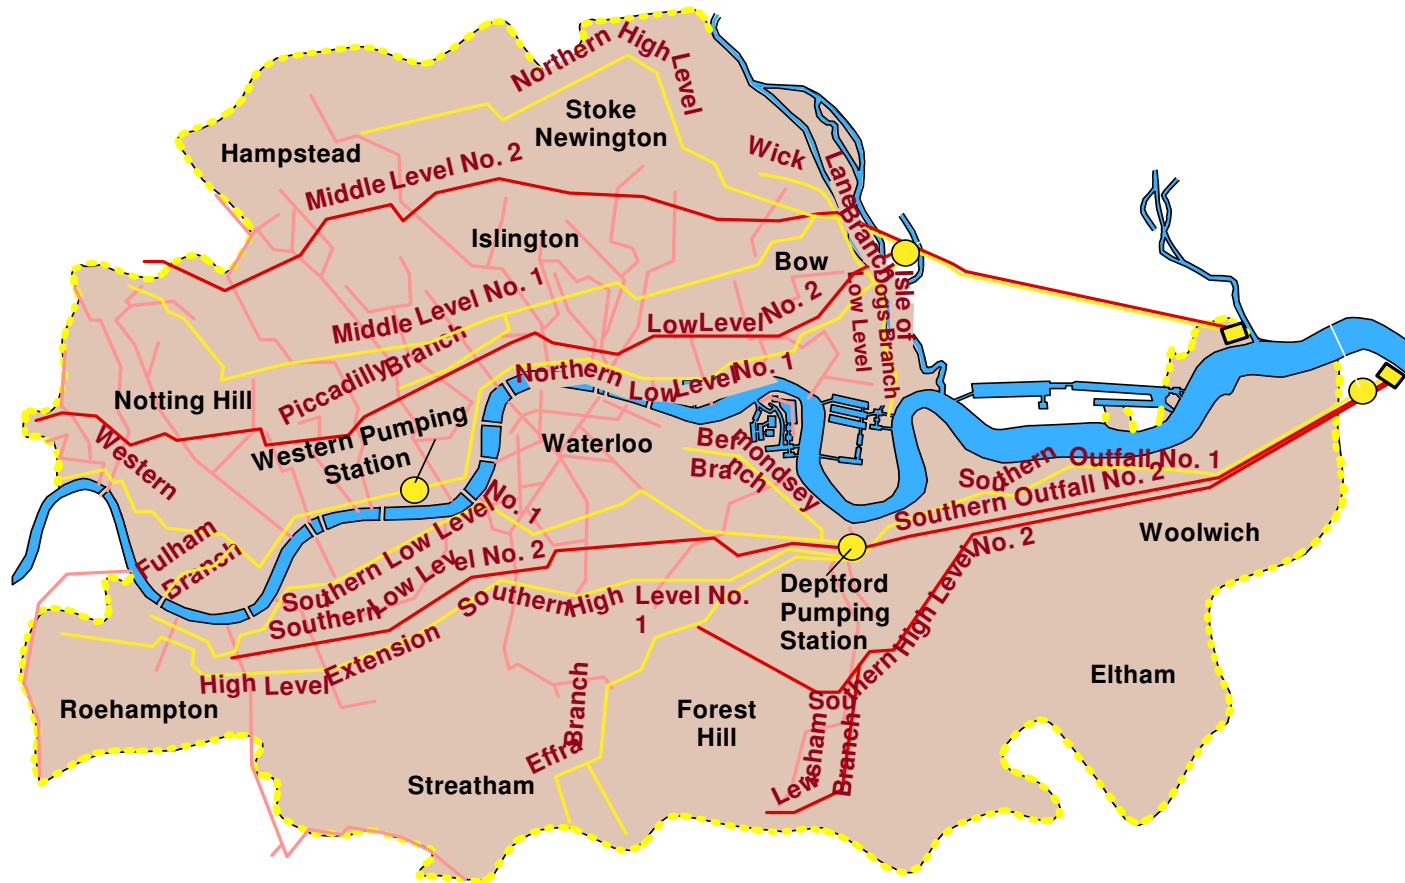 Northern High Level
Stoke
Newington
Hampstead
Wick Lane Branch
Middle Level No. 2
Islington
Bow
Isle of
Dogs Branch
Low Level
Middle Level No. 1
Low Level No. 2
Piccadilly Branch
Northern Low Level No. 1
Notting Hill
Western Pumping
Station
Waterloo
Western
Bermondsey
Branch
Southern Outfall No. 1
Southern Outfall No. 2
Woolwich
Fulham
Branch
Southern Low Level No. 1
Southern Low Level No. 2
Southern High Level No.
1
Deptford
Pumping
Station
Southern High Level No. 2
High Level Extension
Eltham
Roehampton
Effra Branch
Forest
Hill
Lewisham
Branch
Streatham